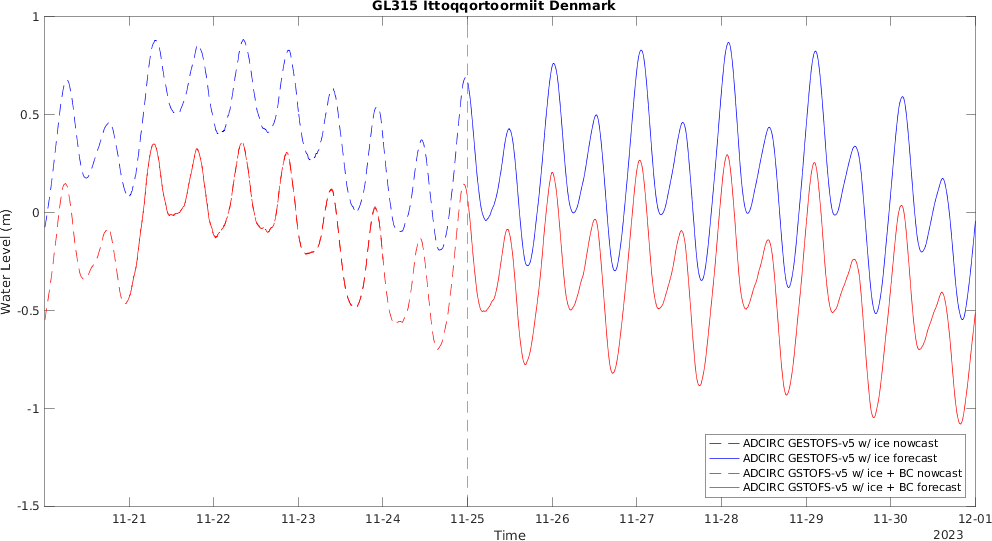 GL315 Ittoqqortoormiit Denmark
1
0.5
0
-0.5
-1
-1.5
Water Level (m)
11-21 11-22 11-23 11-24 11-25 11-26 11-27 11-28 11-29 11-30 12-01
Time
2023
ADCIRC GESTOFS-v5 w/ ice nowcast
ADCIRC GESTOFS-v5 w/ ice forecast
ADCIRC GSTOFS-v5 w/ ice + BC nowcast
ADCIRC GSTOFS-v5 w/ ice + BC forecast